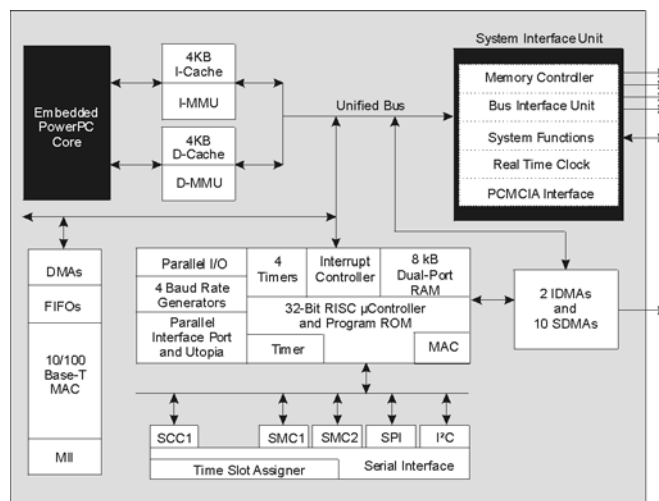 System Interface Unit
4KB
I-Cache
I-MMU
Embedded
PowerPC
Core
4KB
D-Cache
D-MMU
Unified Bus
Memory Controller
Bus Interface Unit
System Functions
Real Time Clock
PCMCIA Interface
DMAs
FIFOs
10/100
Base-T
MAC
MII
Parallel I/O
4 Baud Rate
Generators
Parallel
Interface Port
and Utopia
4
Timers
Interrupt
Controller
8 kB
Dual-Port
RAM
32-Bit RISC µController
and Program ROM
Timer
MAC
2 IDMAs
and
10 SDMAs
SCC1
SMC1
SMC2
SPI
I²C
Time Slot Assigner
Serial Interface